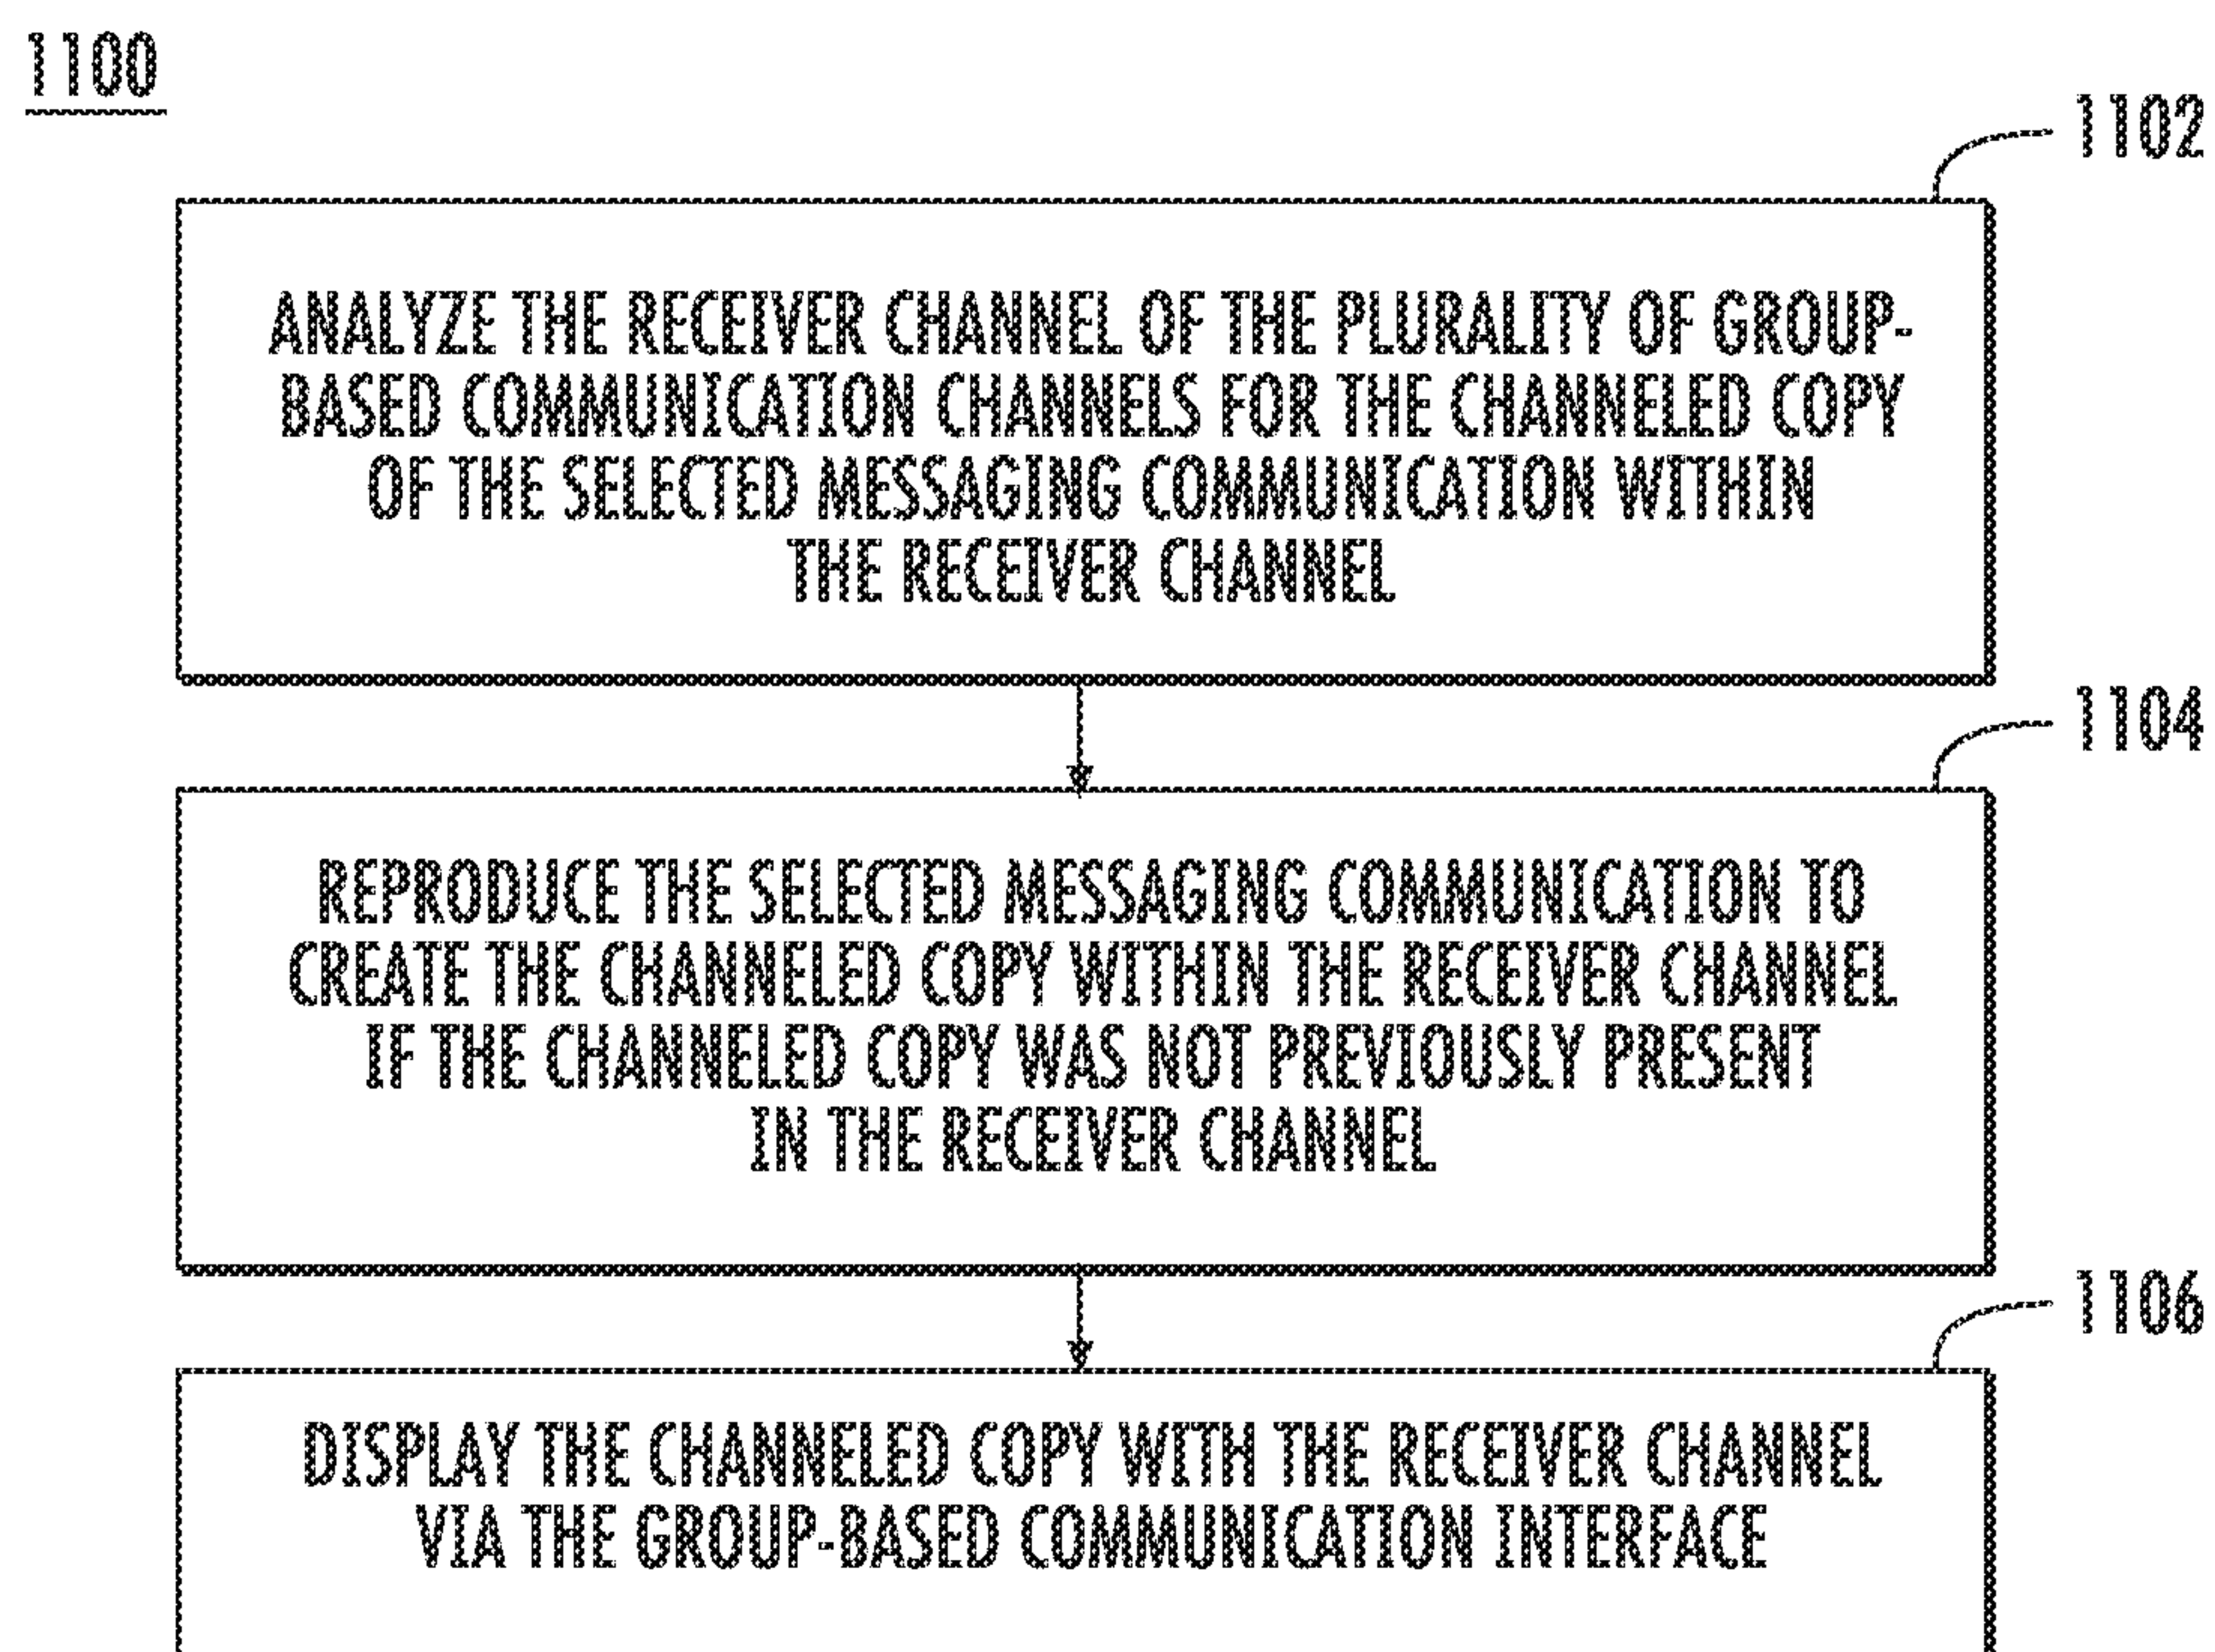 1100
1102
ANALYZE THE RECEIVER CHANNEL OF THE PLURALITY OF GROUP-
BASED COMMUNICATION CHANNELS FOR THE CHANNELED COPY
OF THE SELECTED MESSAGING COMMUNICATION WITHIN
THE RECEIVER CHANNEL
1104
REPRODUCE THE SELECTED MESSAGING COMMUNICATION TO
CREATE THE CHANNELED COPY WITHIN THE RECEIVER CHANNEL
IF THE CHANNELED COPY WAS NOT PREVIOUSLY PRESENT
IN THE RECEIVER CHANNEL
1106
DISPLAY THE CHANNELED COPY WITH THE RECEIVER CHANNEL
VIA THE GROUP-BASED COMMUNICATION INTERFACE